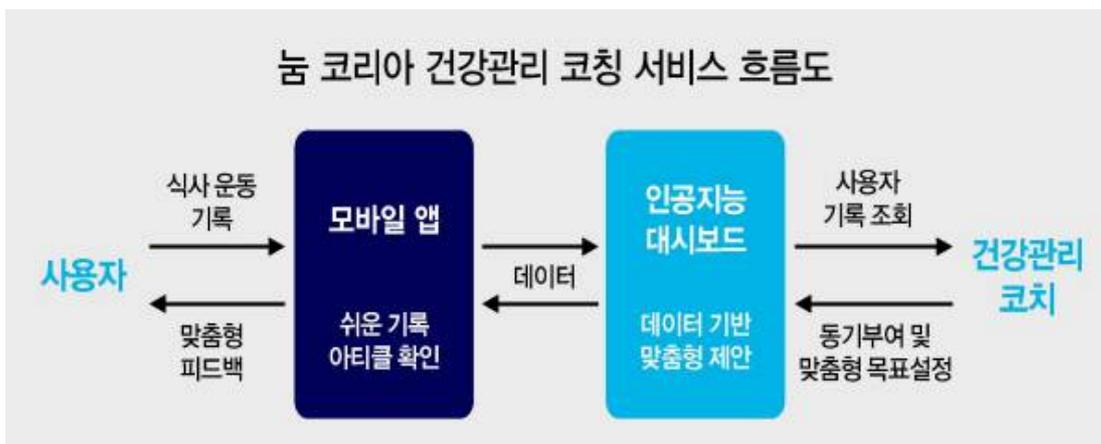 눔 코리아 건강관리 코칭 서비스 흐름도
사용자
식사 운동
기록
맞춤형
피드백
모바일 앱
쉬운 기록
아티클 확인
데이터
인공지능
대시보드
데이터 기반
맞춤형 제안
사용자
기록 조회
동기부여 및
맞춤형 목표설정
건강관리
코치